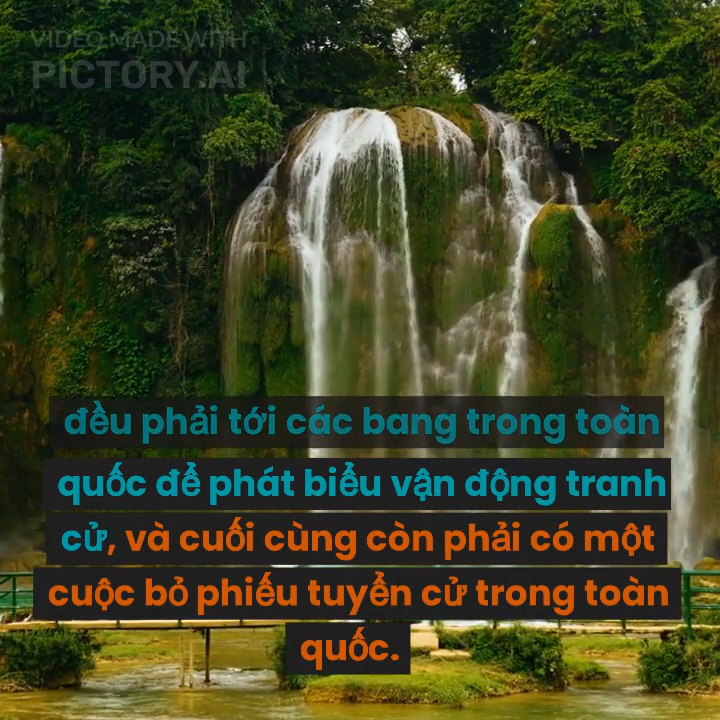 VIDEO MADE WITH
PICTORY.AI
đều phải tới các bang trong toàn
quốc để phát biểu vận động tranh
cử, và cuối cùng còn phải có một
cuộc bỏ phiếu tuyển cử trong toàn
quốc.